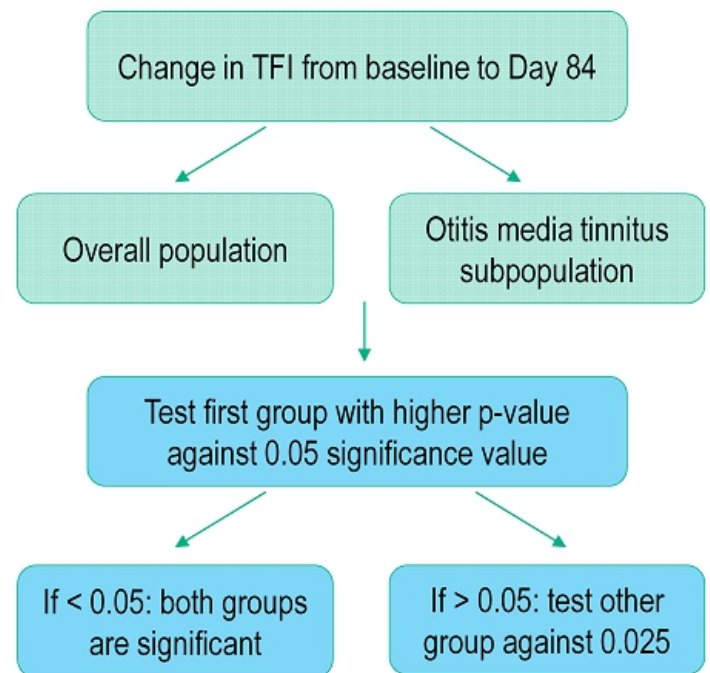 Change in TFI from baseline to Day 84
Overall population
Otitis media tinnitus
subpopulation
Test first group with higher p-value
against 0.05 significance value
If < 0.05: both groups
are significant
If > 0.05: test other
group against 0.025